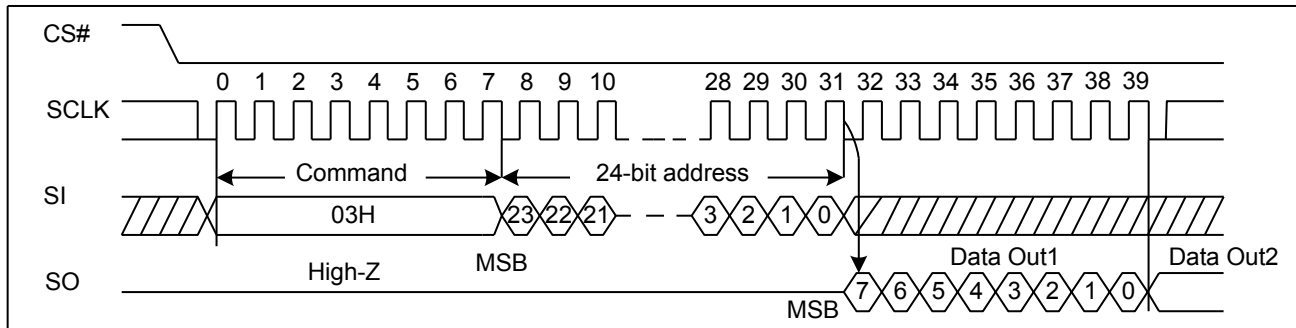 CS#
0 1 2 3 4 5 6 7 8 9 10 28 29 30 31 32 33 34 35 36 37 38 39
SCLK
Command 24-bit address
SI
03H 23 22 21 3 2 1 0
High-Z MSB Data Out1 Data Out2
SO
MSB 7 6 5 4 3 2 1 0